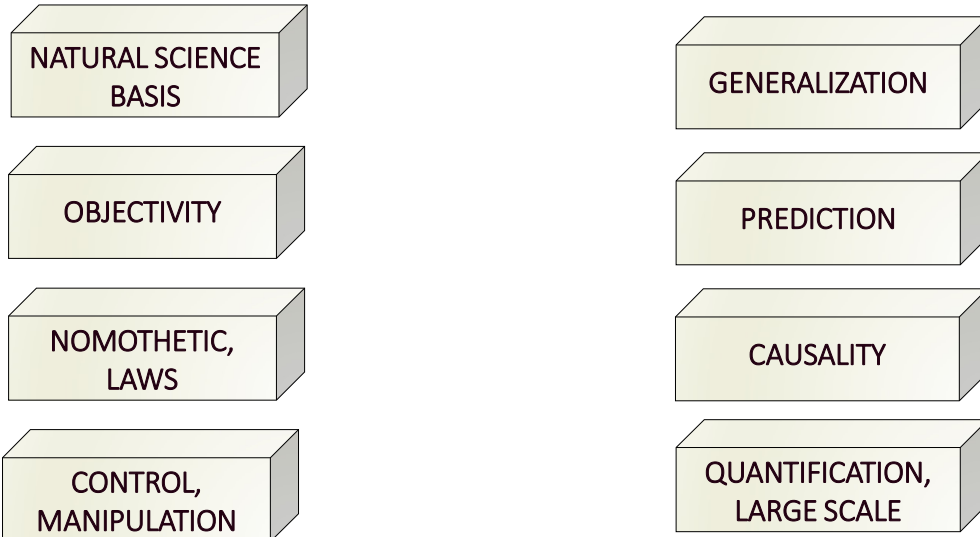 NATURAL SCIENCE
BASIS
OBJECTIVITY
NOMOTHETIC,
LAWS
CONTROL,
MANIPULATION
GENERALIZATION
PREDICTION
CAUSALITY
QUANTIFICATION,
LARGE SCALE